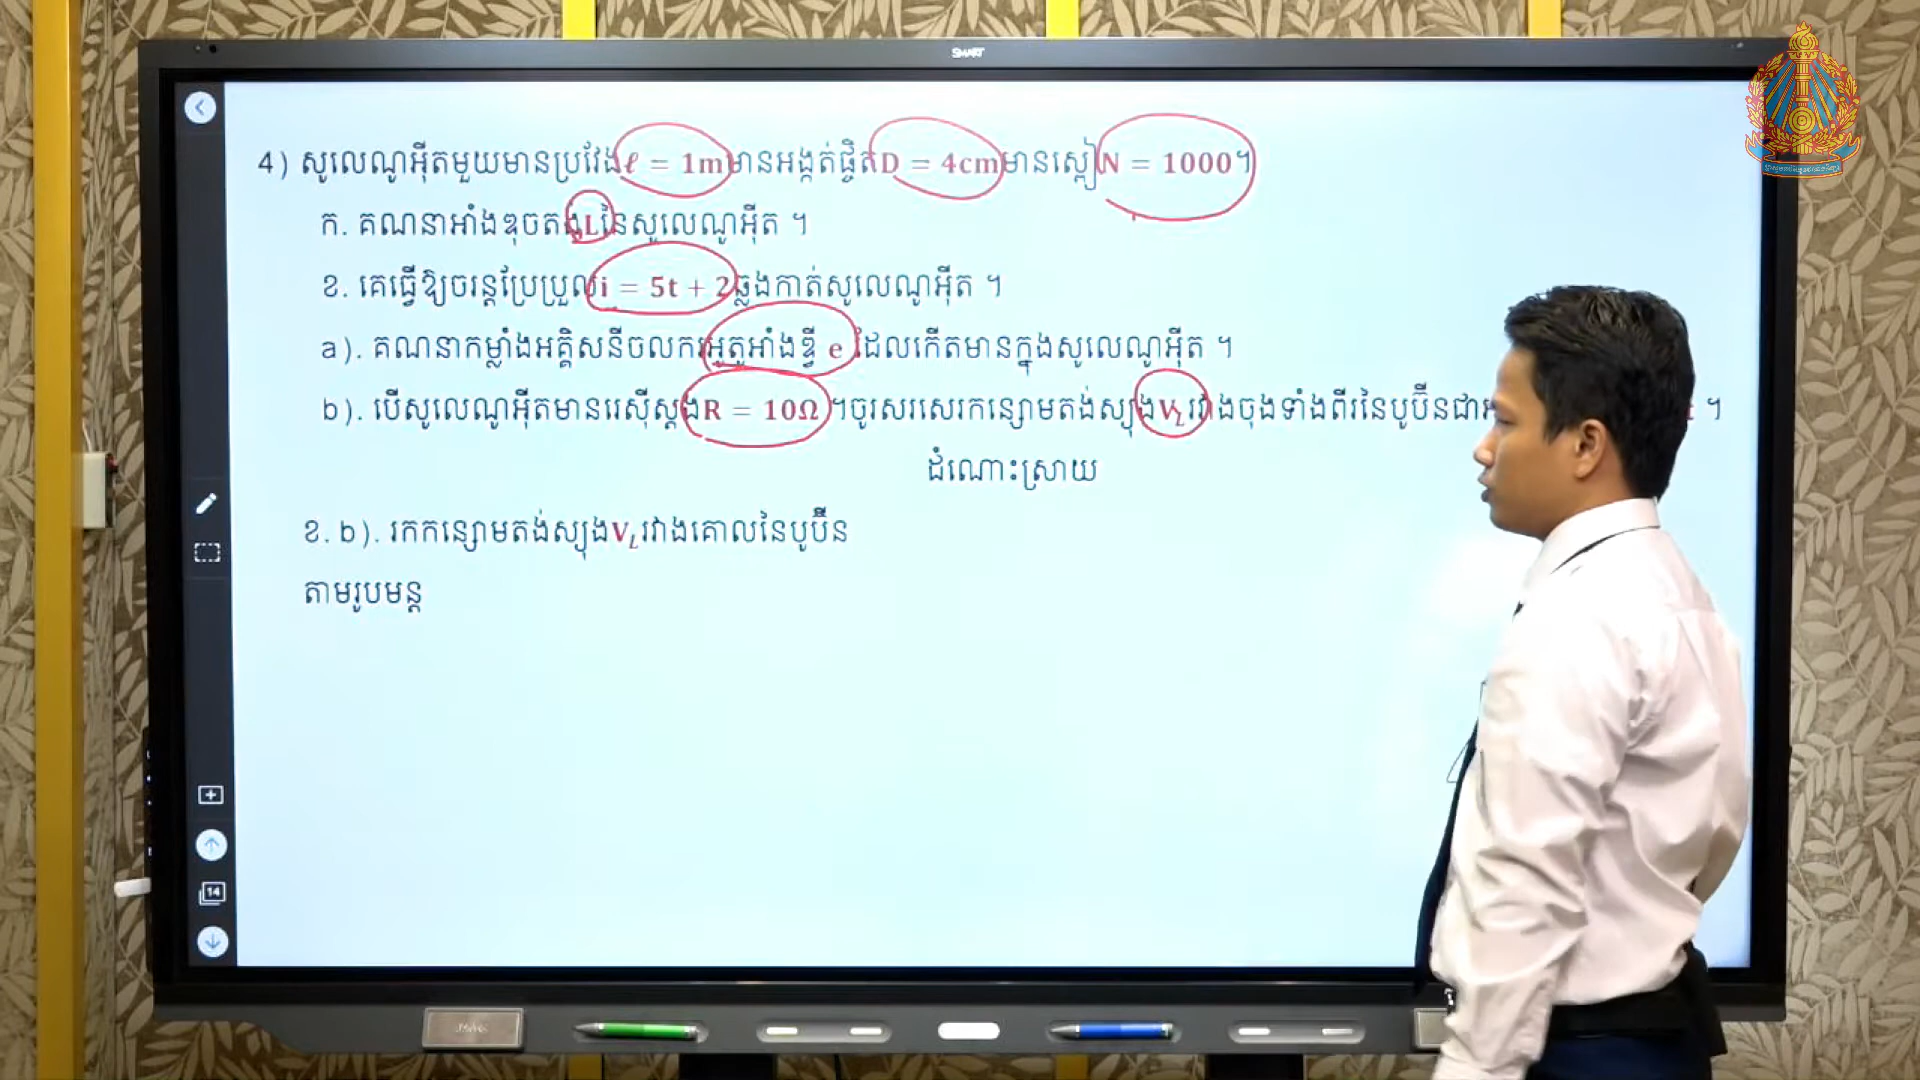 SMART
4) សូលេណូអ៊ីតមួយមានប្រវែង ℓ = 1m មានអង្កត់ផ្ចិត D = 4cm មានស្ពៀ N = 1000។
ក. គណនាអាំងឌុចតង់ L នៃសូលេណូអ៊ីត ។
ខ. គេធ្វើឱ្យចរន្តប្រែប្រួល i = 5t + 2 ឆ្លងកាត់សូលេណូអ៊ីត ។
a). គណនាកម្លាំងអគ្គិសនីចលករអូតូអាំងឌ្វី e ដែលកើតមានក្នុងសូលេណូអ៊ីត ។
b). បើសូលេណូអ៊ីតមានរេស៊ីស្តង់ R = 10Ω ។ចូរសរសេរកន្សោមតង់ស្យុង V_L រវាងចុងទាំងពីរនៃបូប៊ីនជា t ។
ដំណោះស្រាយ
ខ. b). រកកន្សោមតង់ស្យុង V_L រវាងគោលនៃបូប៊ីន
តាមរូបមន្ត
14